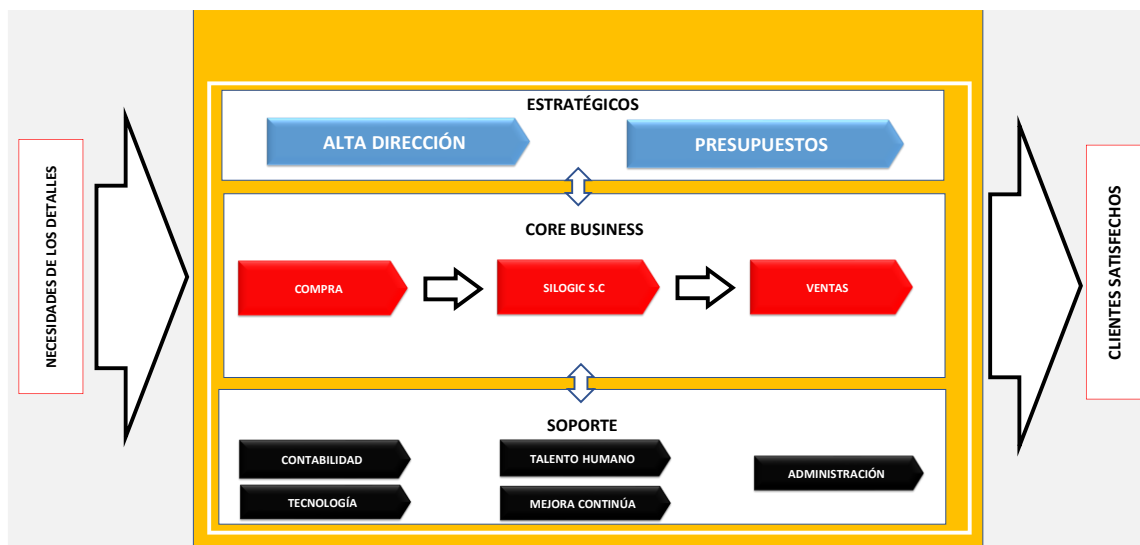 NECESIDADES DE LOS DETALLES
ESTRATÉGICOS
ALTA DIRECCIÓN
PRESUPUESTOS
CORE BUSINESS
COMPRA
SILOGIC S.C
VENTAS
SOPORTE
CONTABILIDAD
TALENTO HUMANO
ADMINISTRACIÓN
TECNOLOGÍA
MEJORA CONTINÚA
CLIENTES SATISFECHOS